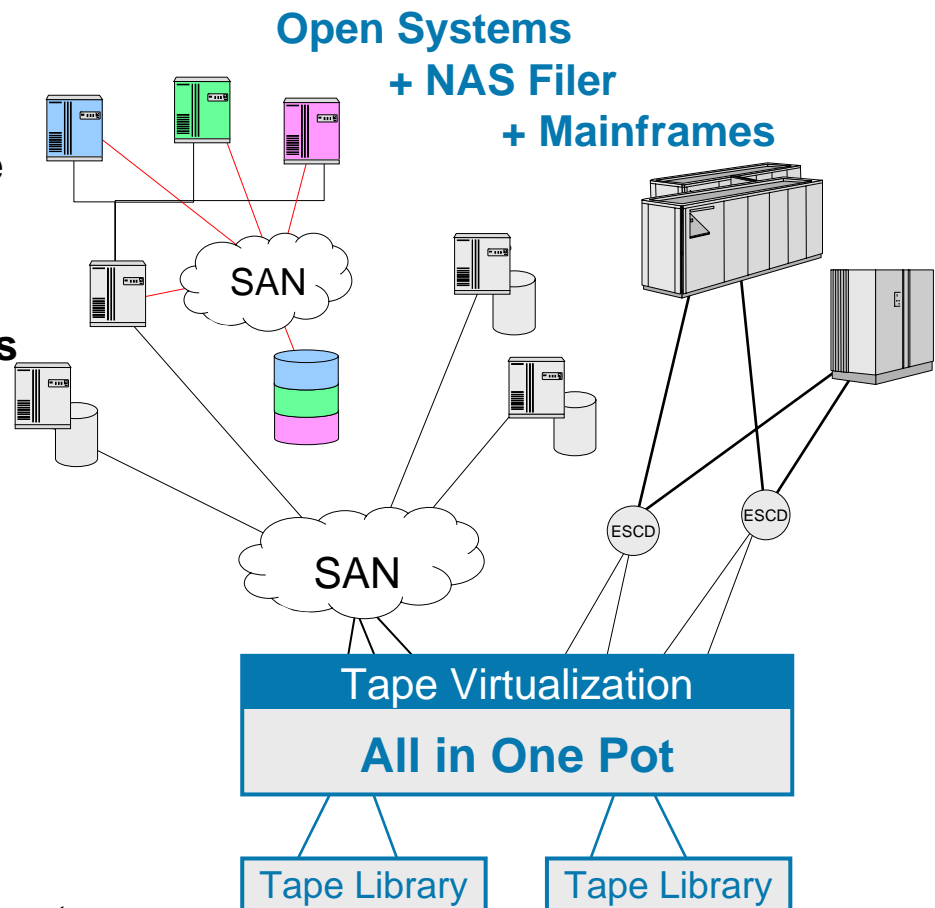 Open Systems
+ NAS Filer
+ Mainframes
SAN
ESCD
ESCD
SAN
Tape Virtualization
All in One Pot
Tape Library
Tape Library